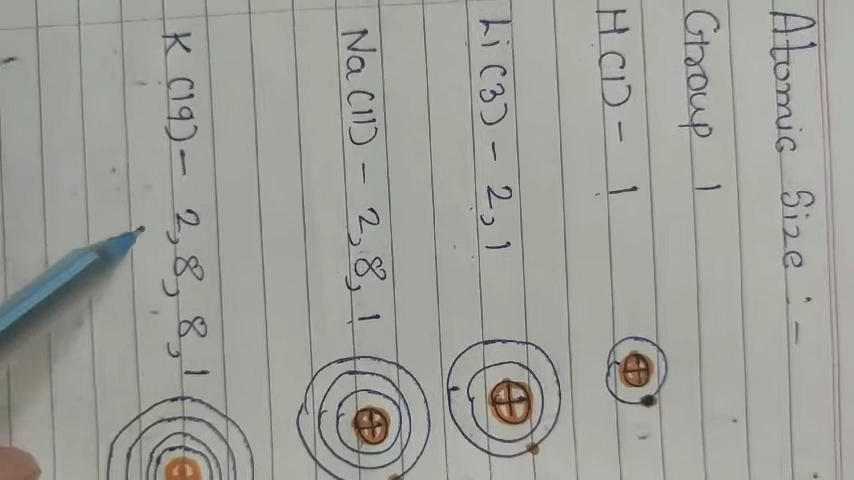 Atomic Size :-
Group 1
H(1) - 1
Li(3) - 2,1
Na(11) - 2,8,1
K(19) - 2,8,8,1